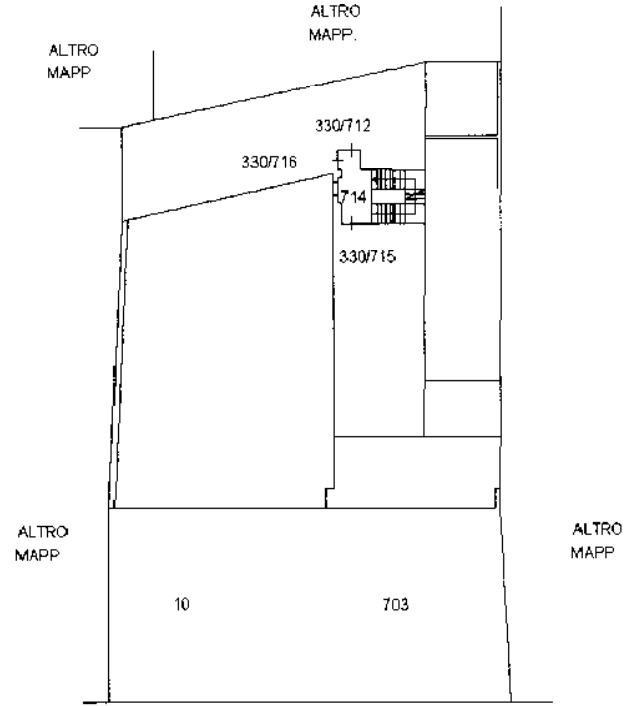 ALTRO
MAPP.
ALTRO
MAPP
330/712
330/716
714
330/715
ALTRO
MAPP
ALTRO
MAPP
10
703